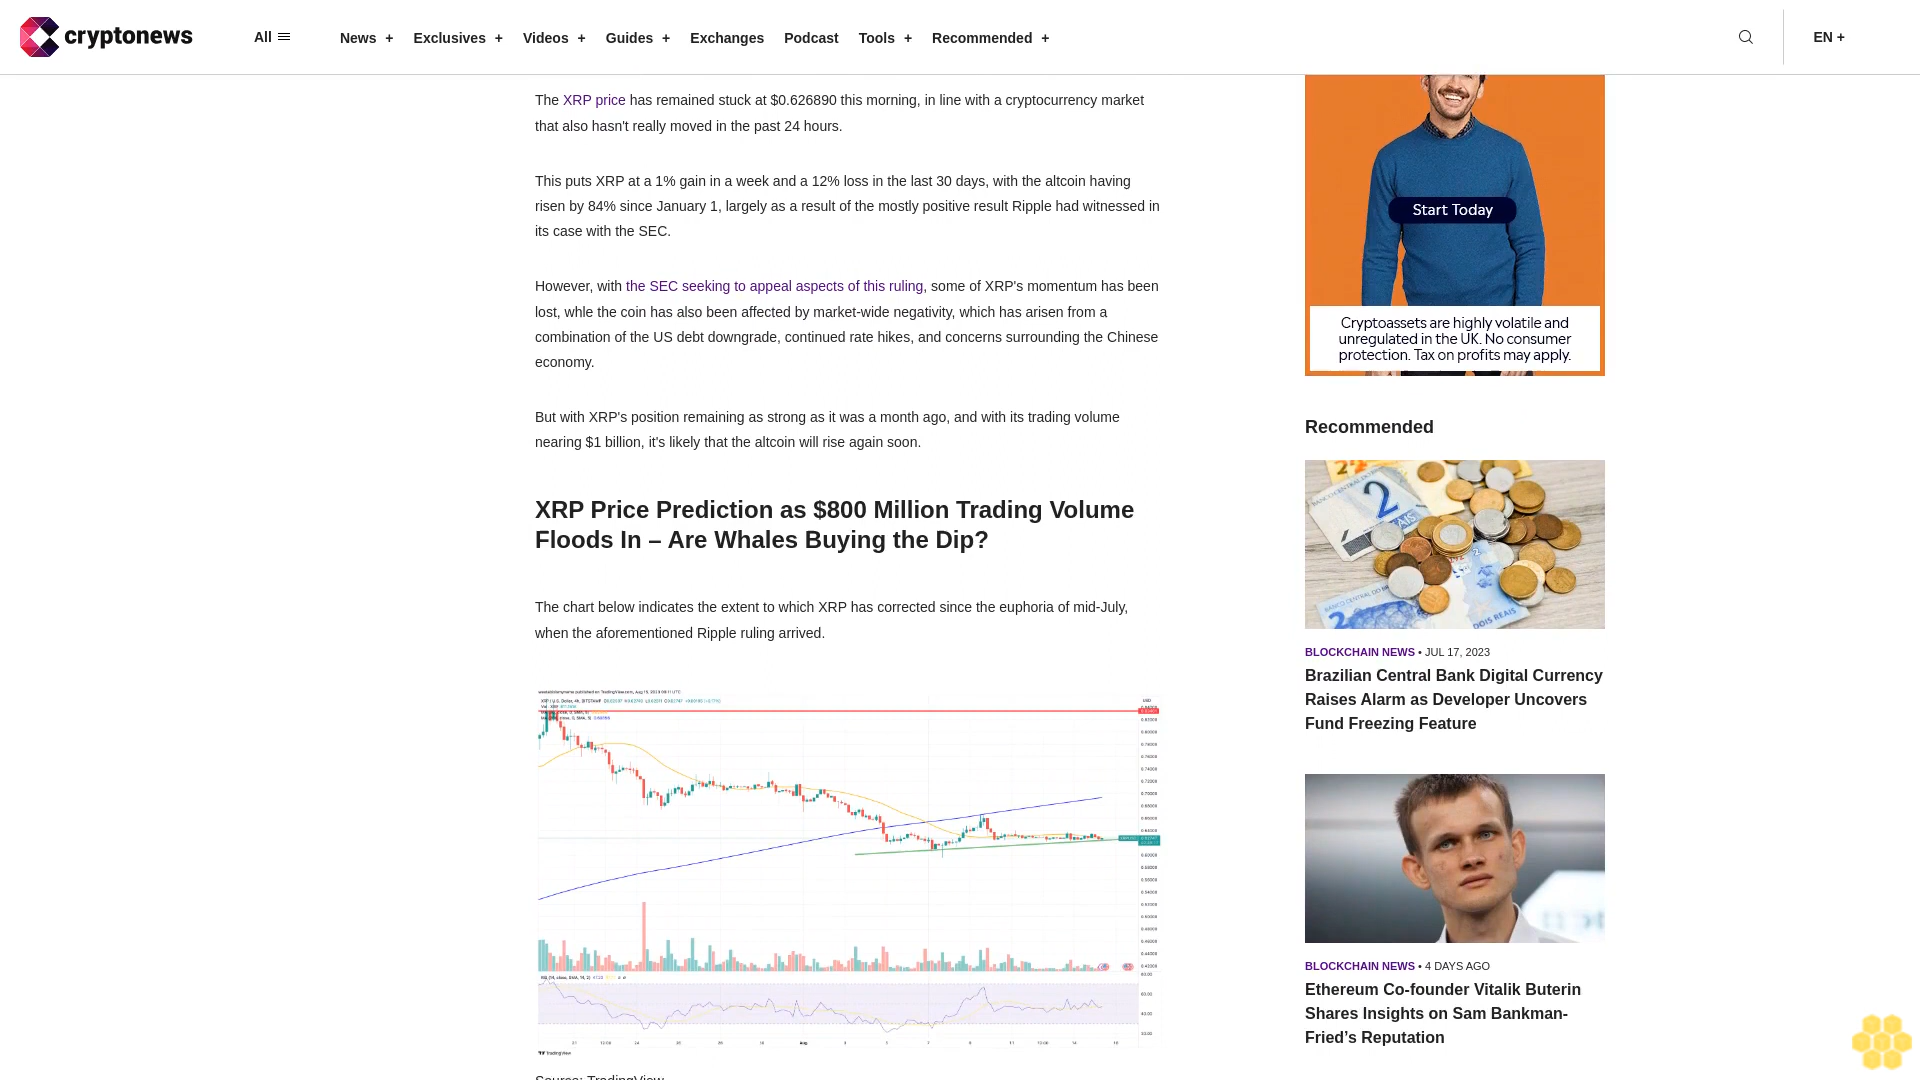 cryptonews
All
News +
Exclusives +
Videos +
Guides +
Exchanges
Podcast
Tools +
Recommended +
EN +
The XRP price has remained stuck at $0.626890 this morning, in line with a cryptocurrency market
that also hasn't really moved in the past 24 hours.
This puts XRP at a 1% gain in a week and a 12% loss in the last 30 days, with the altcoin having
risen by 84% since January 1, largely as a result of the mostly positive result Ripple had witnessed in
its case with the SEC.
However, with the SEC seeking to appeal aspects of this ruling, some of XRP's momentum has been
lost, whle the coin has also been affected by market-wide negativity, which has arisen from a
combination of the US debt downgrade, continued rate hikes, and concerns surrounding the Chinese
economy.
But with XRP's position remaining as strong as it was a month ago, and with its trading volume
nearing $1 billion, it's likely that the altcoin will rise again soon.
XRP Price Prediction as $800 Million Trading Volume
Floods In – Are Whales Buying the Dip?
The chart below indicates the extent to which XRP has corrected since the euphoria of mid-July,
when the aforementioned Ripple ruling arrived.
TradingView
Source: TradingView
Start Today
Cryptoassets are highly volatile and
unregulated in the UK. No consumer
protection. Tax on profits may apply.
Recommended
BLOCKCHAIN NEWS • JUL 17, 2023
Brazilian Central Bank Digital Currency
Raises Alarm as Developer Uncovers
Fund Freezing Feature
BLOCKCHAIN NEWS • 4 DAYS AGO
Ethereum Co-founder Vitalik Buterin
Shares Insights on Sam Bankman-
Fried’s Reputation